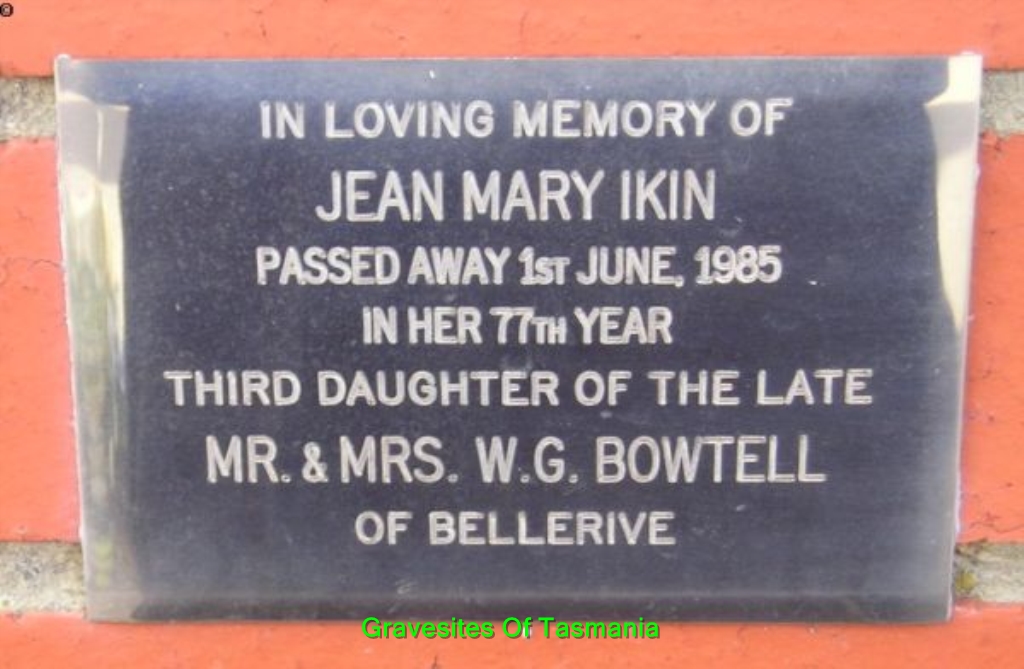 IN LOVING MEMORY OF
JEAN MARY IKIN
PASSED AWAY 1ST JUNE, 1985
IN HER 77TH YEAR
THIRD DAUGHTER OF THE LATE
MR. & MRS. W.G. BOWTELL
OF BELLERIVE
Gravesites Of Tasmania